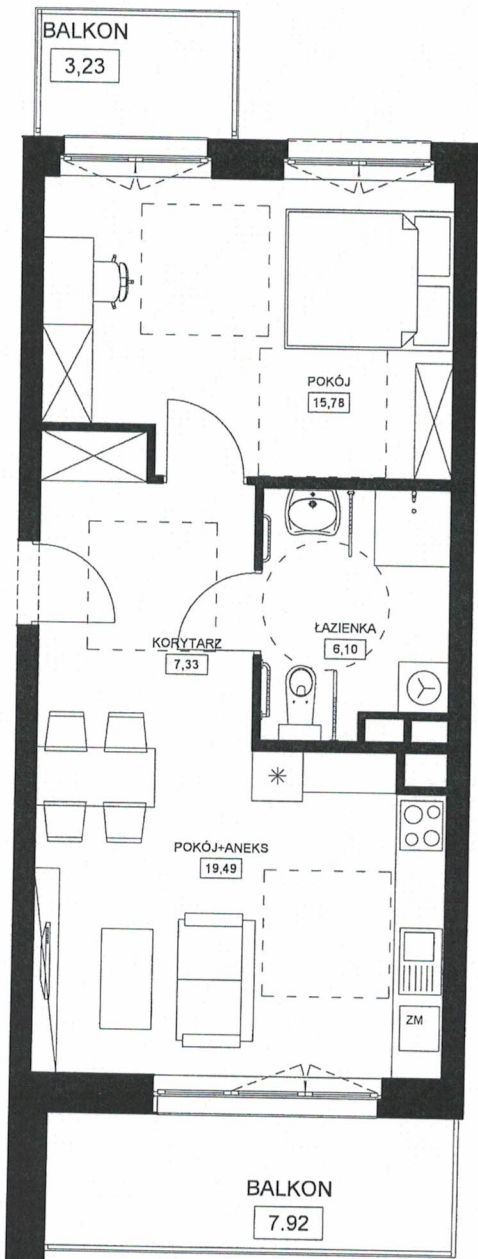 BALKON
3,23
POKÓJ
15,78
ŁAZIENKA
6,10
KORYTARZ
7,33
POKÓJ+ANEKS
19,49
ZM
BALKON
7.92